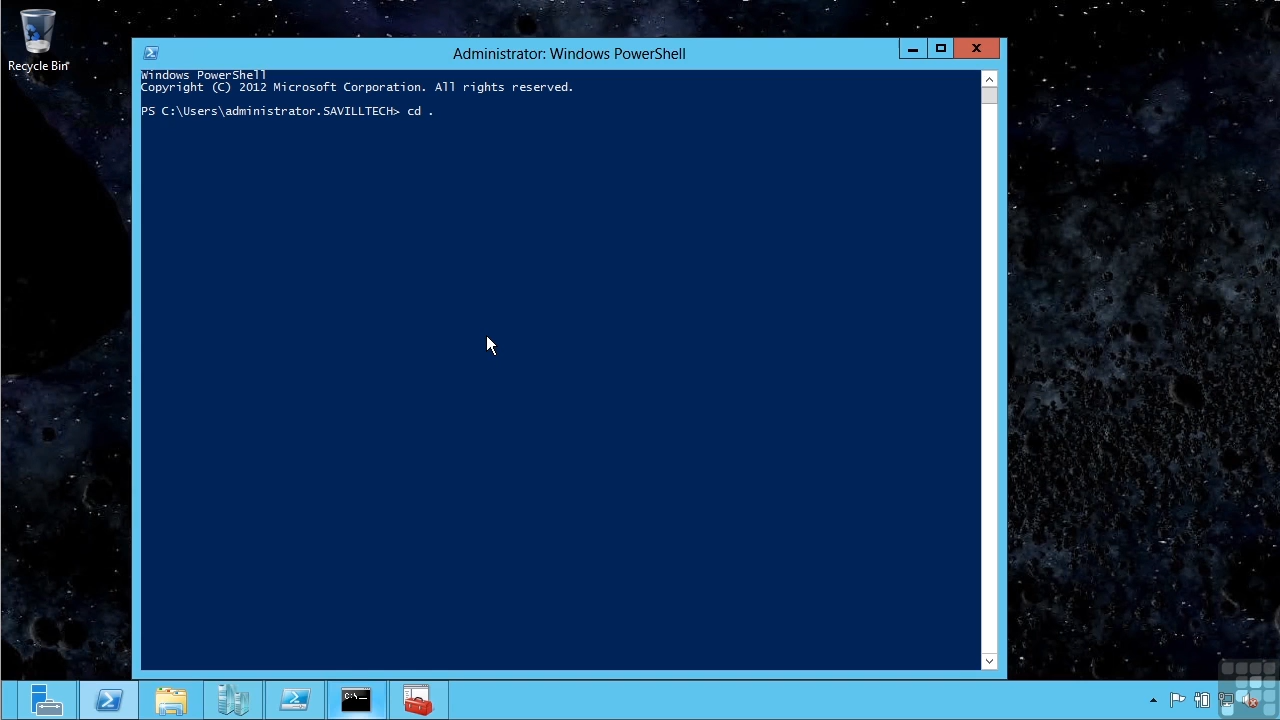 Recycle Bin
Administrator: Windows PowerShell
Windows PowerShell
Copyright (C) 2012 Microsoft Corporation. All rights reserved.
PS C:\Users\administrator.SAVILLTECH> cd .
C:\